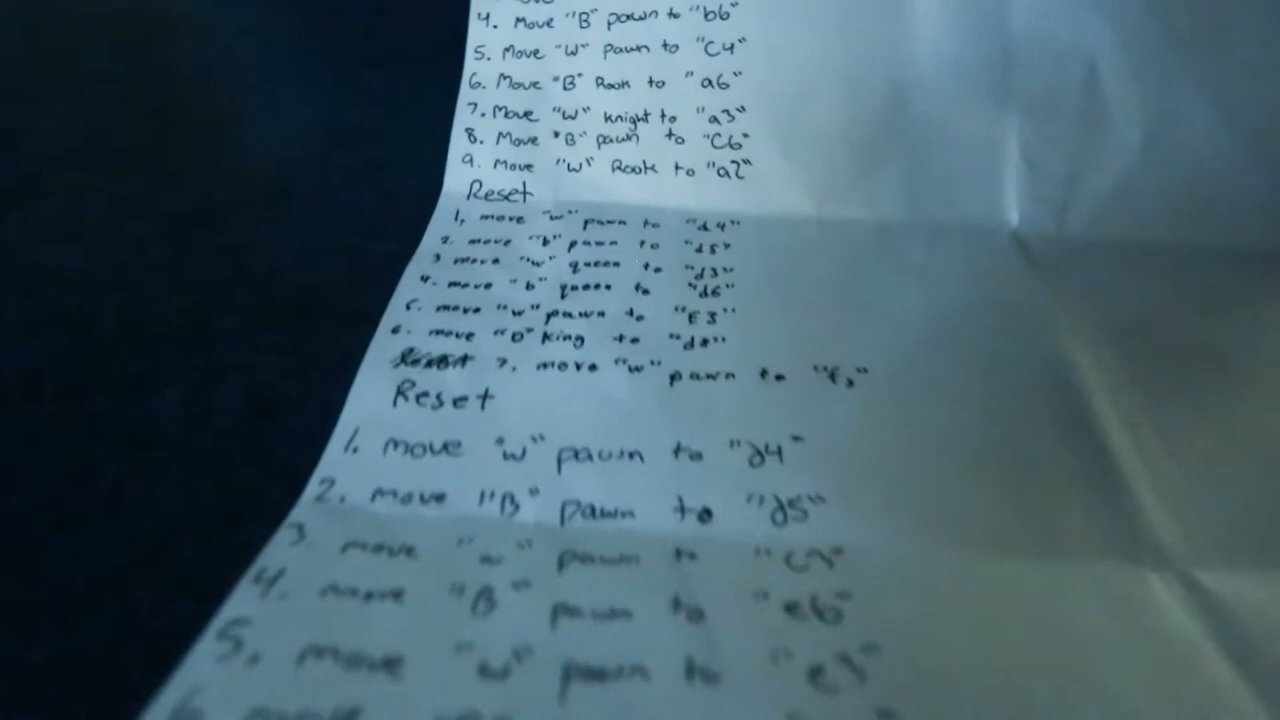 4. Move "B" pawn to "b6"
5. Move "W" pawn to "C4"
6. Move "B" Rook to "a6"
7. Move "W" knight to "a3"
8. Move "B" pawn to "C6"
9. Move "W" Rook to "a2"
Reset
1, move "w" pawn to "d4"
2. move "b" pawn to "d5"
3 move "w" queen to "d3"
4. move "b" queen to "d6"
5. move "w" pawn to "E3"
6. move king to
7. move "w" pawn to
Reset
1. move "w" pawn to "d4"
2. move "B" pawn to "d5"
3. move "w" pawn to
4. move "B" pawn to "e6"
5, move "w" pawn to "e3"
6. move